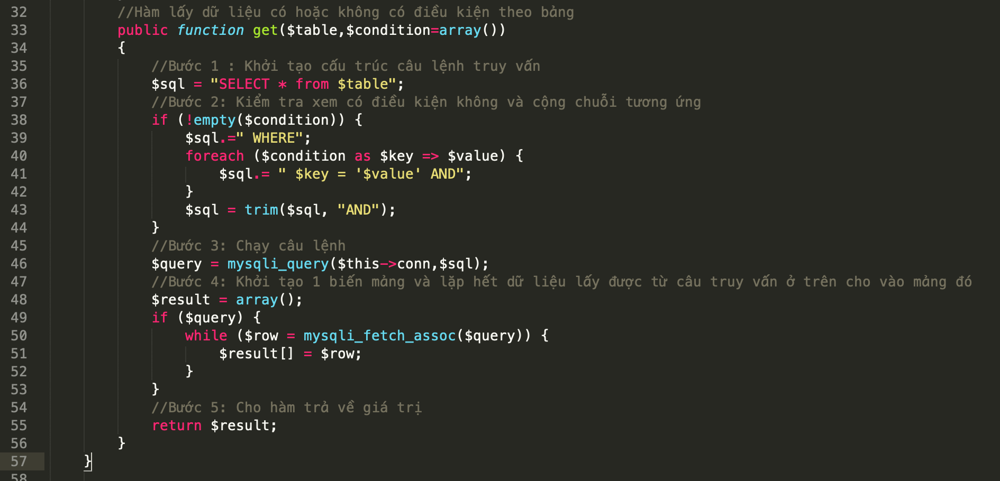 32 //Hàm lấy dữ liệu có hoặc không có điều kiện theo bảng
33 public function get($table,$condition=array())
34 {
35 //Bước 1 : Khởi tạo cấu trúc câu lệnh truy vấn
36 $sql = "SELECT * from $table";
37 //Bước 2: Kiểm tra xem có điều kiện không và cộng chuỗi tương ứng
38 if (!empty($condition)) {
39 $sql.=" WHERE";
40 foreach ($condition as $key => $value) {
41 $sql.= " $key = '$value' AND";
42 }
43 $sql = trim($sql, "AND");
44 }
45 //Bước 3: Chạy câu lệnh
46 $query = mysqli_query($this->conn,$sql);
47 //Bước 4: Khởi tạo 1 biến mảng và lặp hết dữ liệu lấy được từ câu truy vấn ở trên cho vào mảng đó
48 $result = array();
49 if ($query) {
50 while ($row = mysqli_fetch_assoc($query)) {
51 $result[] = $row;
52 }
53 }
54 //Bước 5: Cho hàm trả về giá trị
55 return $result;
56 }
57 }
58